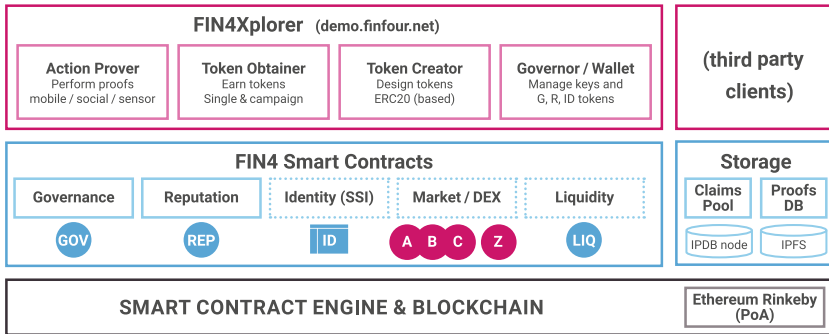 FIN4Xplorer (demo.finfour.net)
Action Prover
Perform proofs
mobile / social / sensor
Token Obtainer
Earn tokens
Single & campaign
Token Creator
Design tokens
ERC20 (based)
Governor / Wallet
Manage keys and
G, R, ID tokens
(third party
clients)
FIN4 Smart Contracts
Governance
Reputation
Identity (SSI)
Market / DEX
Liquidity
GOV
REP
ID
A
B
C
Z
LIQ
Storage
Claims
Pool
Proofs
DB
IPDB node
IPFS
SMART CONTRACT ENGINE & BLOCKCHAIN
Ethereum Rinkeby
(PoA)